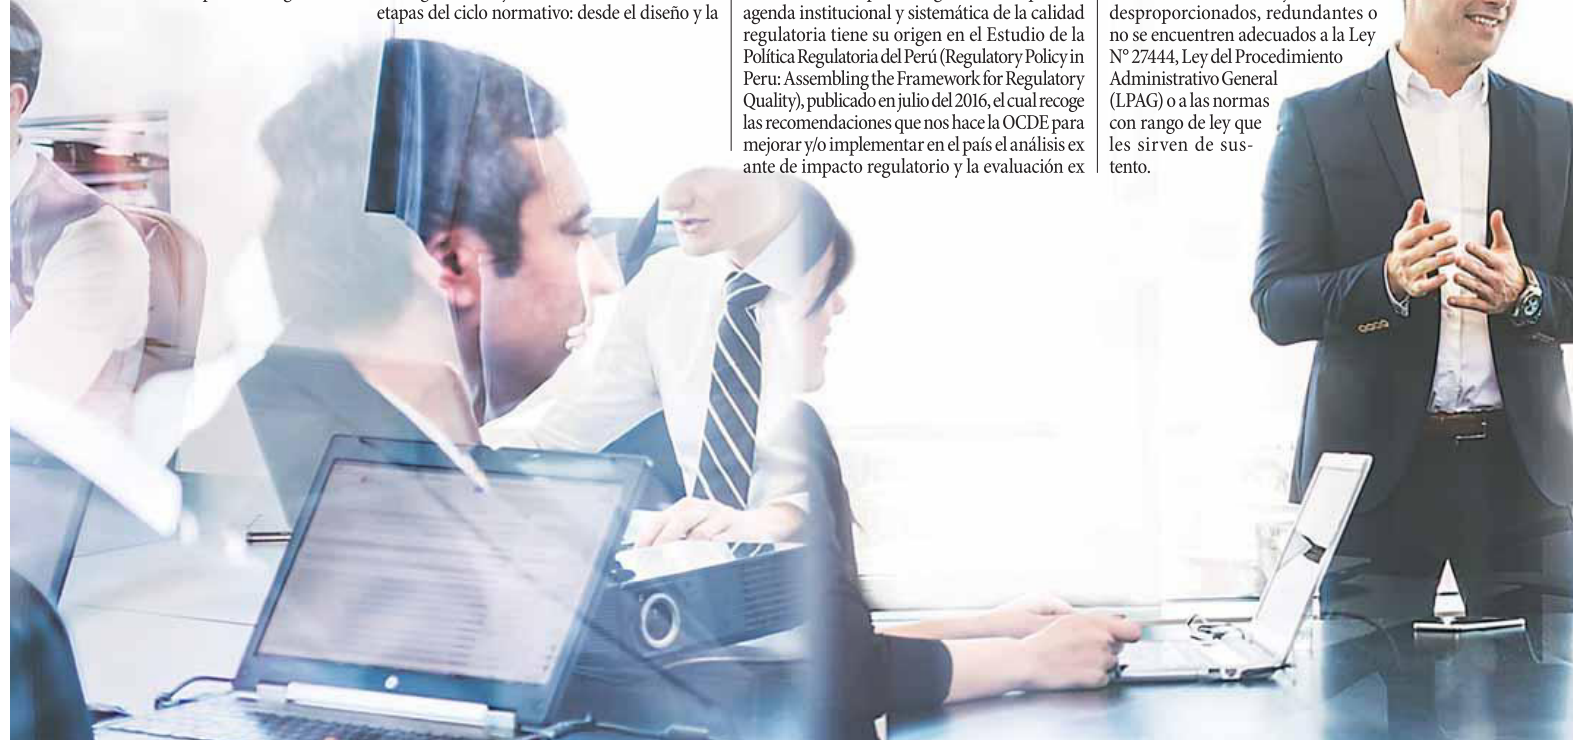 etapas del ciclo normativo: desde el diseño y la
agenda institucional y sistemática de la calidad
regulatoria tiene su origen en el Estudio de la
Política Regulatoria del Perú (Regulatory Policy in
Peru: Assembling the Framework for Regulatory
Quality), publicado en julio del 2016, el cual recoge
las recomendaciones que nos hace la OCDE para
mejorar y/o implementar en el país el análisis ex
ante de impacto regulatorio y la evaluación ex
desproporcionados, redundantes o
no se encuentren adecuados a la Ley
N° 27444, Ley del Procedimiento
Administrativo General
(LPAG) o a las normas
con rango de ley que
les sirven de sus-
tento.